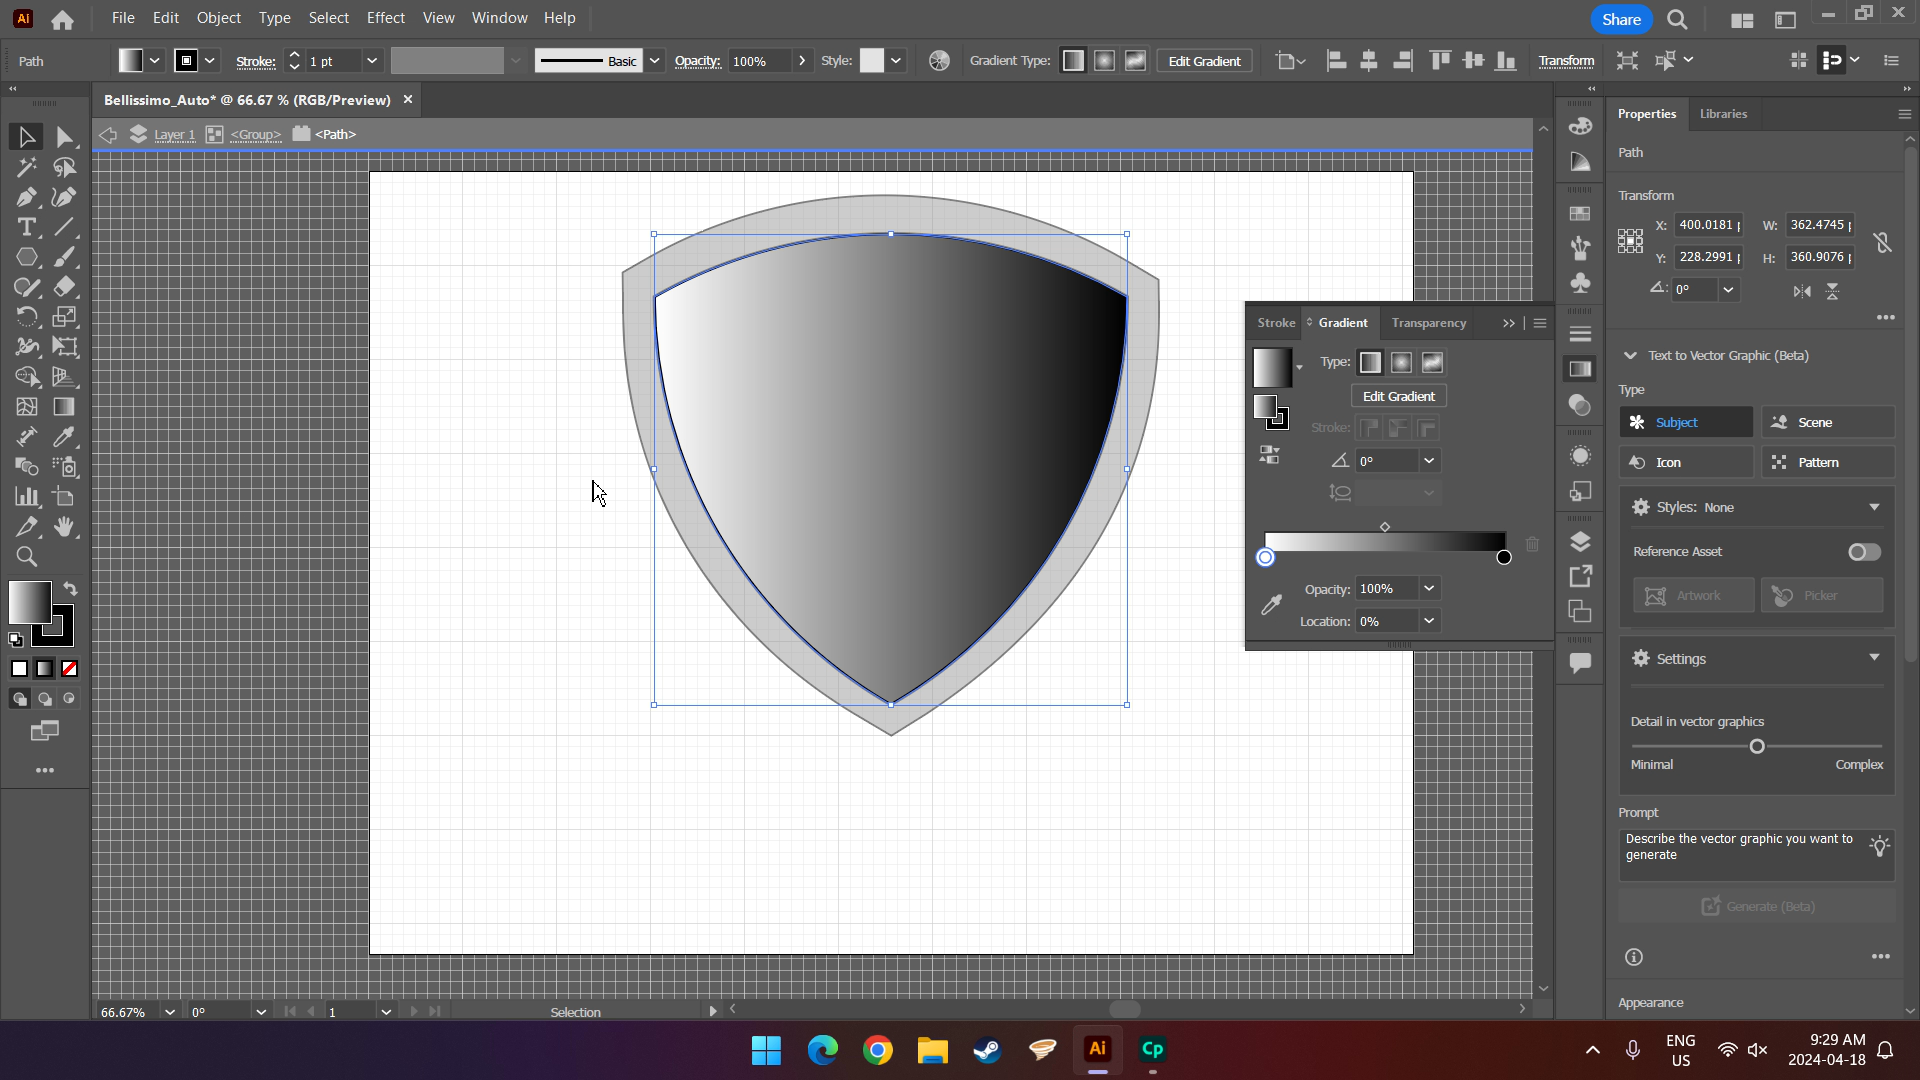 Ai File Edit Object Type Select Effect View Window Help Share
Path Stroke: 1 pt Basic Opacity: 100% Style: Gradient Type: Edit Gradient Transform
Bellissimo_Auto* @ 66.67 % (RGB/Preview)
Layer 1 <Group> <Path>
Properties Libraries
Path
Transform
X: 400.0181 W: 362.4745
Y: 228.2991 H: 360.9076
0°
Text to Vector Graphic (Beta)
Type
Subject Scene
Icon Pattern
Styles: None
Reference Asset
Artwork Picker
Settings
Detail in vector graphics
Minimal Complex
Prompt
Describe the vector graphic you want to
generate
Generate (Beta)
Appearance
Stroke Gradient Transparency
Type:
Edit Gradient
Stroke:
0°
Opacity: 100%
Location: 0%
66.67% 0° 1 Selection
Ai Cp
ENG
US
9:29 AM
2024-04-18